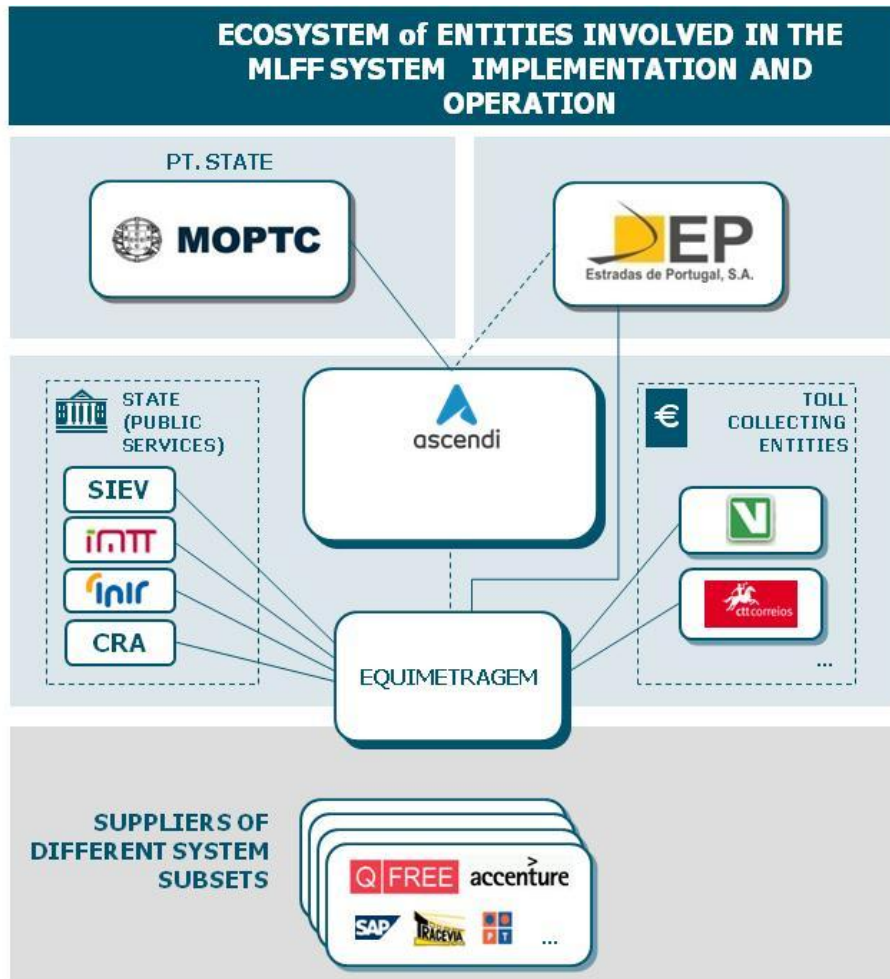 ECOSYSTEM of ENTITIES INVOLVED IN THE
MLFF SYSTEM IMPLEMENTATION AND
OPERATION
PT. STATE
MOPTC
EP
Estradas de Portugal, S.A.
STATE
(PUBLIC
SERVICES)
SIEV
imtt
inir
CRA
ascendi
€
TOLL
COLLECTING
ENTITIES
V
ctt correios
...
EQUIMETRAGEM
SUPPLIERS OF
DIFFERENT SYSTEM
SUBSETS
Q FREE
accenture
SAP
TRACEVIA
PT
...